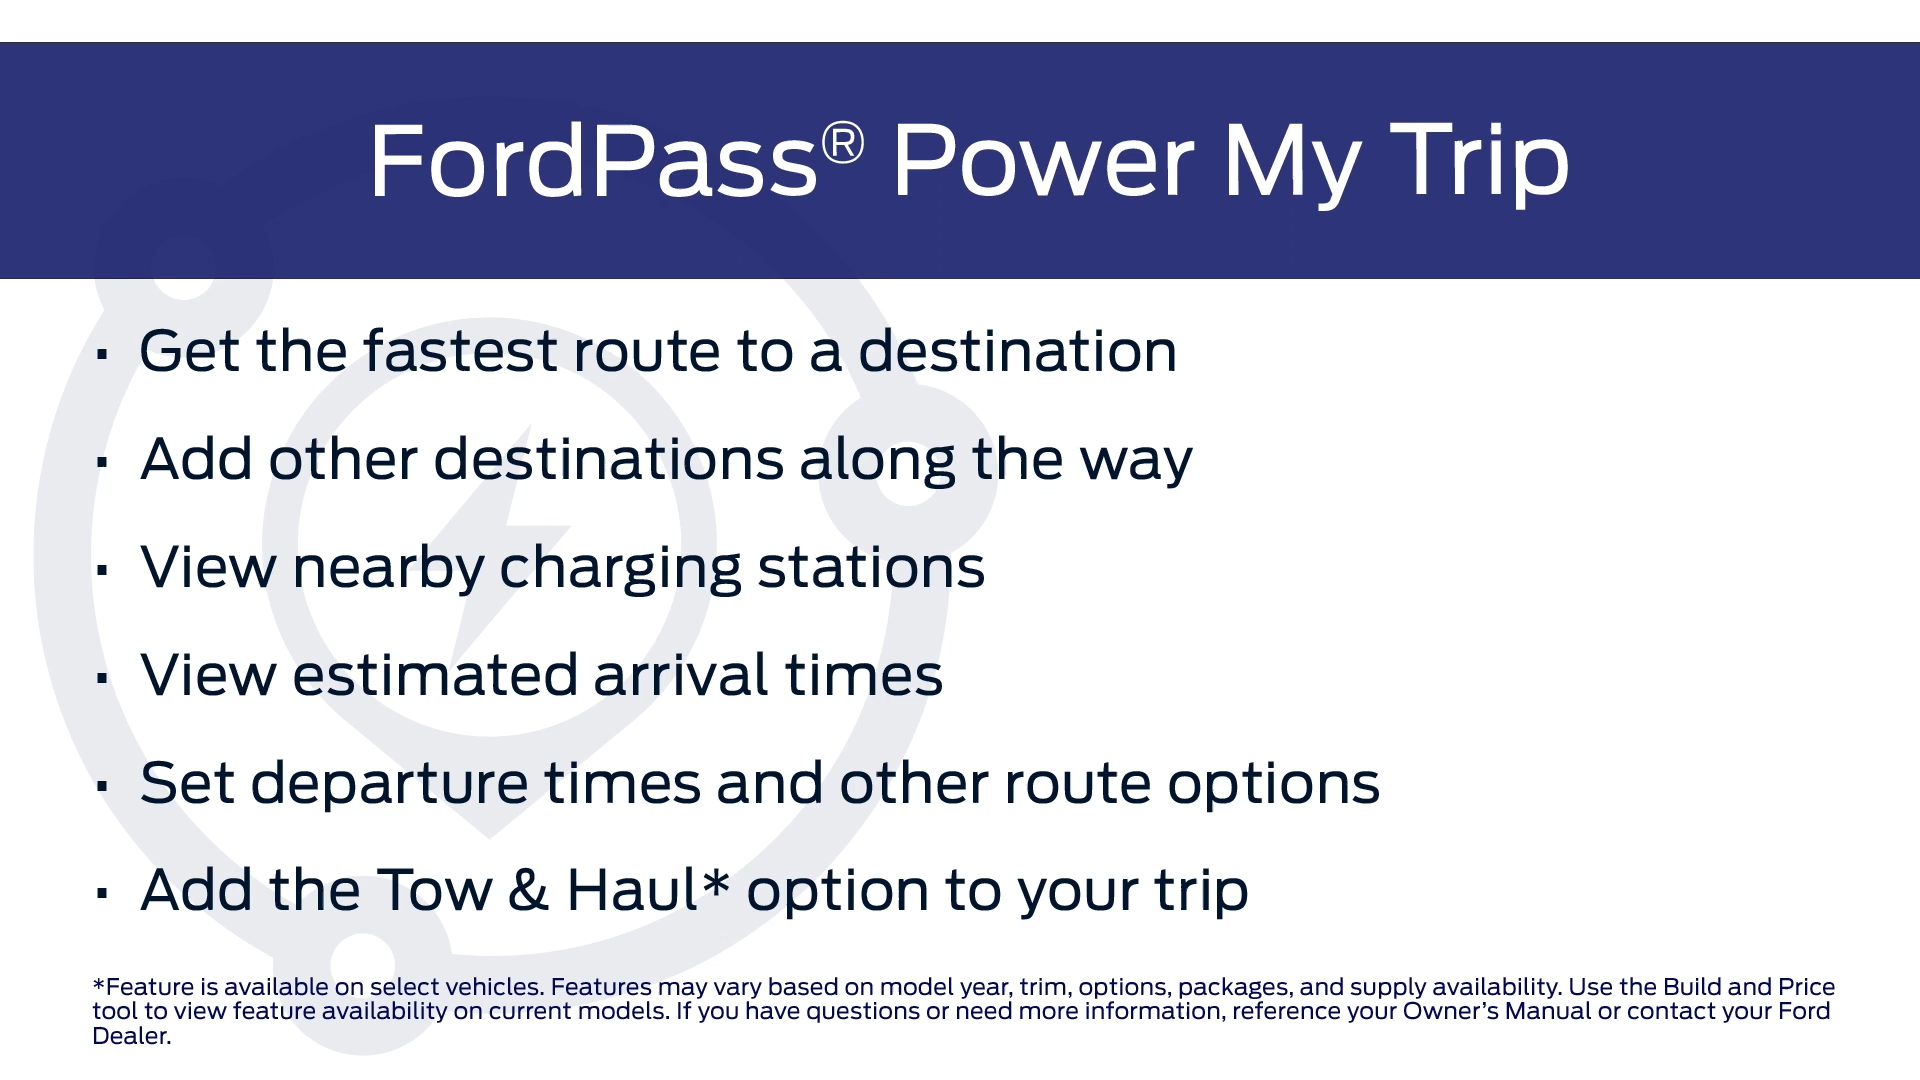 FordPass® Power My Trip
▪ Get the fastest route to a destination
▪ Add other destinations along the way
▪ View nearby charging stations
▪ View estimated arrival times
▪ Set departure times and other route options
▪ Add the Tow & Haul* option to your trip
*Feature is available on select vehicles. Features may vary based on model year, trim, options, packages, and supply availability. Use the Build and Price
tool to view feature availability on current models. If you have questions or need more information, reference your Owner’s Manual or contact your Ford
Dealer.